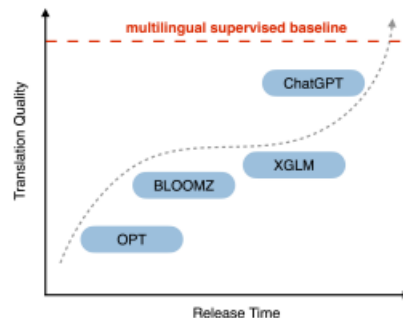 multilingual supervised baseline
ChatGPT
XGLM
BLOOMZ
OPT
Translation Quality
Release Time